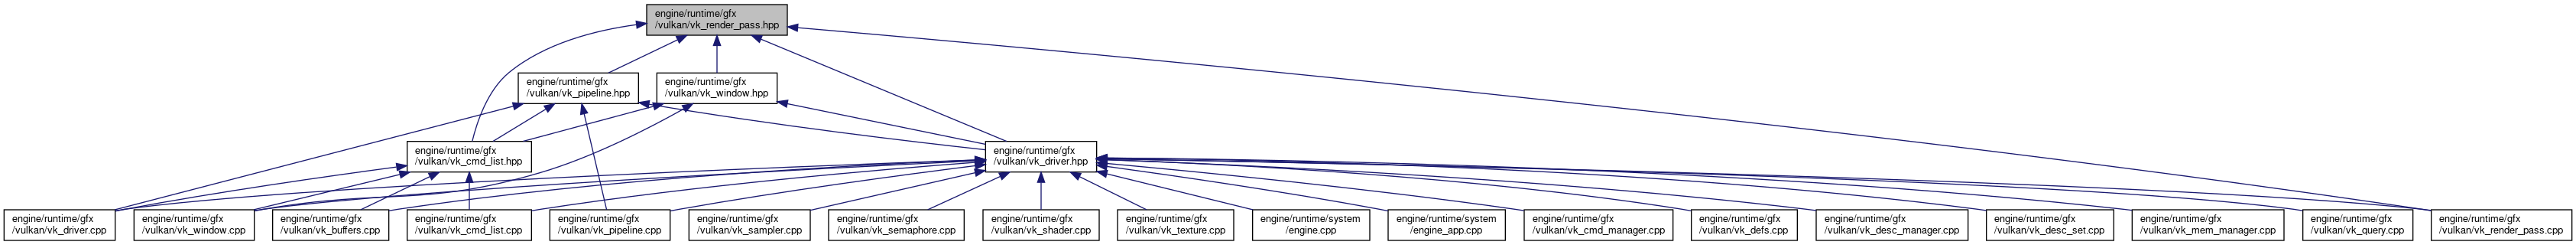 engine/runtime/gfx
/vulkan/vk_render_pass.hpp
engine/runtime/gfx
/vulkan/vk_pipeline.hpp
engine/runtime/gfx
/vulkan/vk_window.hpp
engine/runtime/gfx
/vulkan/vk_cmd_list.hpp
engine/runtime/gfx
/vulkan/vk_driver.hpp
engine/runtime/gfx
/vulkan/vk_driver.cpp
engine/runtime/gfx
/vulkan/vk_window.cpp
engine/runtime/gfx
/vulkan/vk_buffers.cpp
engine/runtime/gfx
/vulkan/vk_cmd_list.cpp
engine/runtime/gfx
/vulkan/vk_pipeline.cpp
engine/runtime/gfx
/vulkan/vk_sampler.cpp
engine/runtime/gfx
/vulkan/vk_semaphore.cpp
engine/runtime/gfx
/vulkan/vk_shader.cpp
engine/runtime/gfx
/vulkan/vk_texture.cpp
engine/runtime/system
/engine.cpp
engine/runtime/system
/engine_app.cpp
engine/runtime/gfx
/vulkan/vk_cmd_manager.cpp
engine/runtime/gfx
/vulkan/vk_defs.cpp
engine/runtime/gfx
/vulkan/vk_desc_manager.cpp
engine/runtime/gfx
/vulkan/vk_desc_set.cpp
engine/runtime/gfx
/vulkan/vk_mem_manager.cpp
engine/runtime/gfx
/vulkan/vk_query.cpp
engine/runtime/gfx
/vulkan/vk_render_pass.cpp